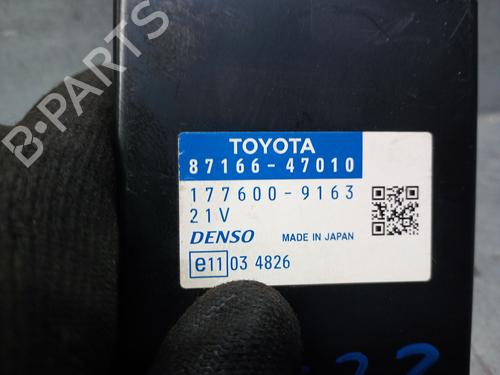 B-PARTS
TOYOTA
87166-47010
177600-9163
21V
DENSO MADE IN JAPAN
e11 03 4826